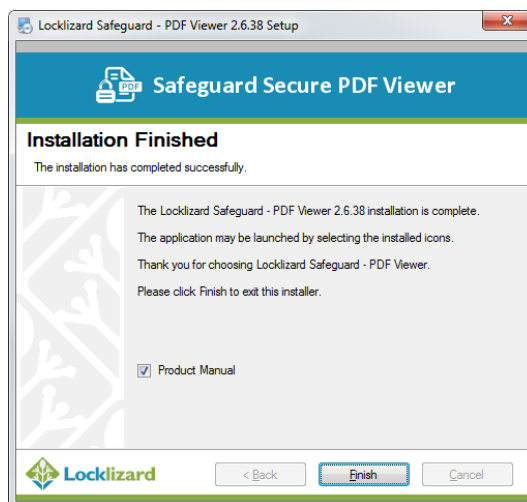 Locklizard Safeguard - PDF Viewer 2.6.38 Setup
PDF
Safeguard Secure PDF Viewer
Installation Finished
The installation has completed successfully.
The Locklizard Safeguard - PDF Viewer 2.6.38 installation is complete.
The application may be launched by selecting the installed icons.
Thank you for choosing Locklizard Safeguard - PDF Viewer.
Please click Finish to exit this installer.
Product Manual
Locklizard
< Back
Finish
Cancel